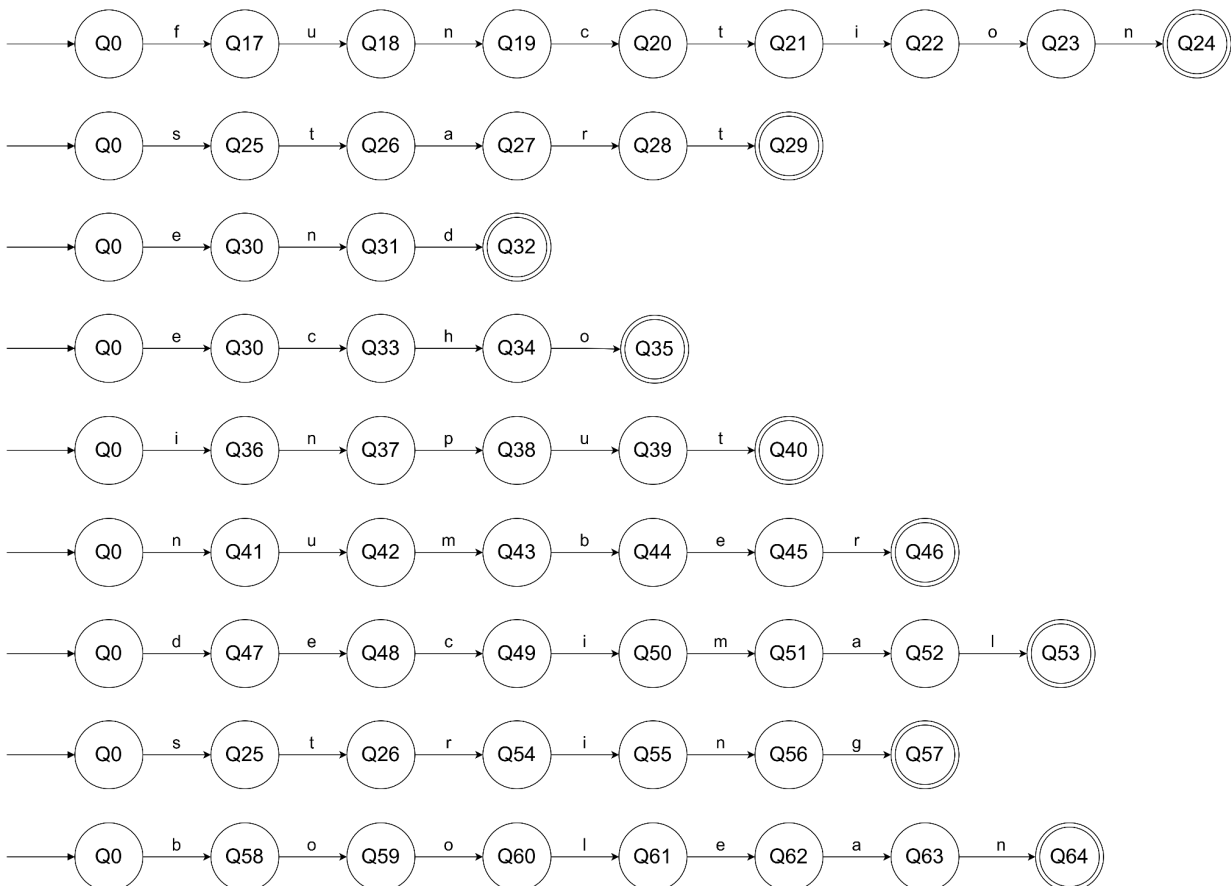 f u n c t i o n
Q0 Q17 Q18 Q19 Q20 Q21 Q22 Q23 Q24
s t a r t
Q0 Q25 Q26 Q27 Q28 Q29
e n d
Q0 Q30 Q31 Q32
e c h o
Q0 Q30 Q33 Q34 Q35
i n p u t
Q0 Q36 Q37 Q38 Q39 Q40
n u m b e r
Q0 Q41 Q42 Q43 Q44 Q45 Q46
d e c i m a l
Q0 Q47 Q48 Q49 Q50 Q51 Q52 Q53
s t r i n g
Q0 Q25 Q26 Q54 Q55 Q56 Q57
b o o l e a n
Q0 Q58 Q59 Q60 Q61 Q62 Q63 Q64